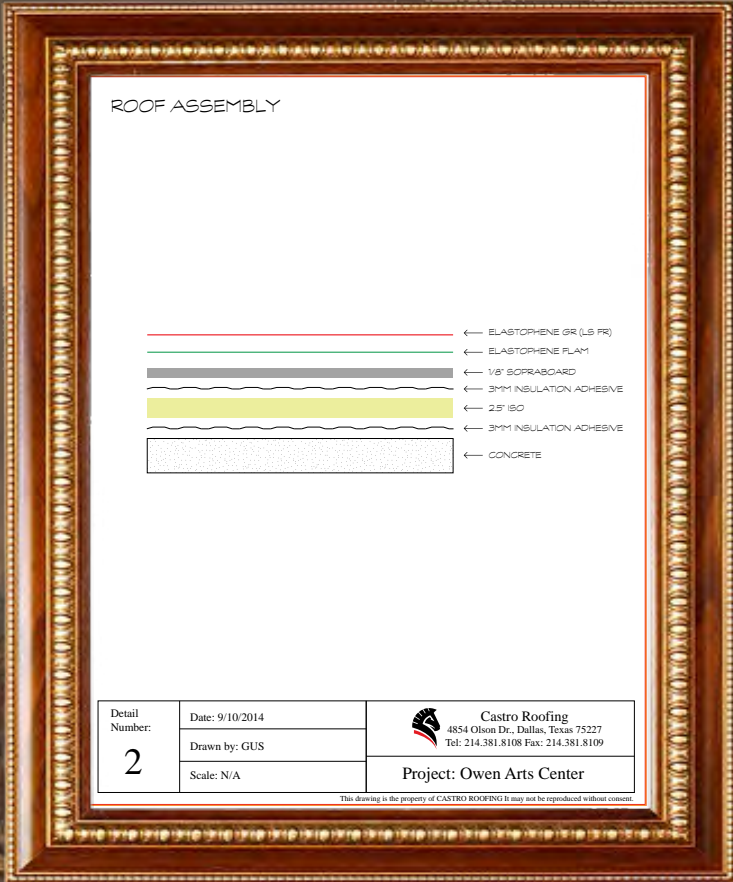 ROOF ASSEMBLY
ELASTOPHENE GR (LS FR)
ELASTOPHENE FLAM
1/8" SOPRABOARD
3MM INSULATION ADHESIVE
2.5" ISO
3MM INSULATION ADHESIVE
CONCRETE
Detail
Number:
2
Date: 9/10/2014
Drawn by: GUS
Scale: N/A
Castro Roofing
4854 Olson Dr., Dallas, Texas 75227
Tel: 214.381.8108 Fax: 214.381.8109
Project: Owen Arts Center
This drawing is the property of CASTRO ROOFING It may not be reproduced without consent.